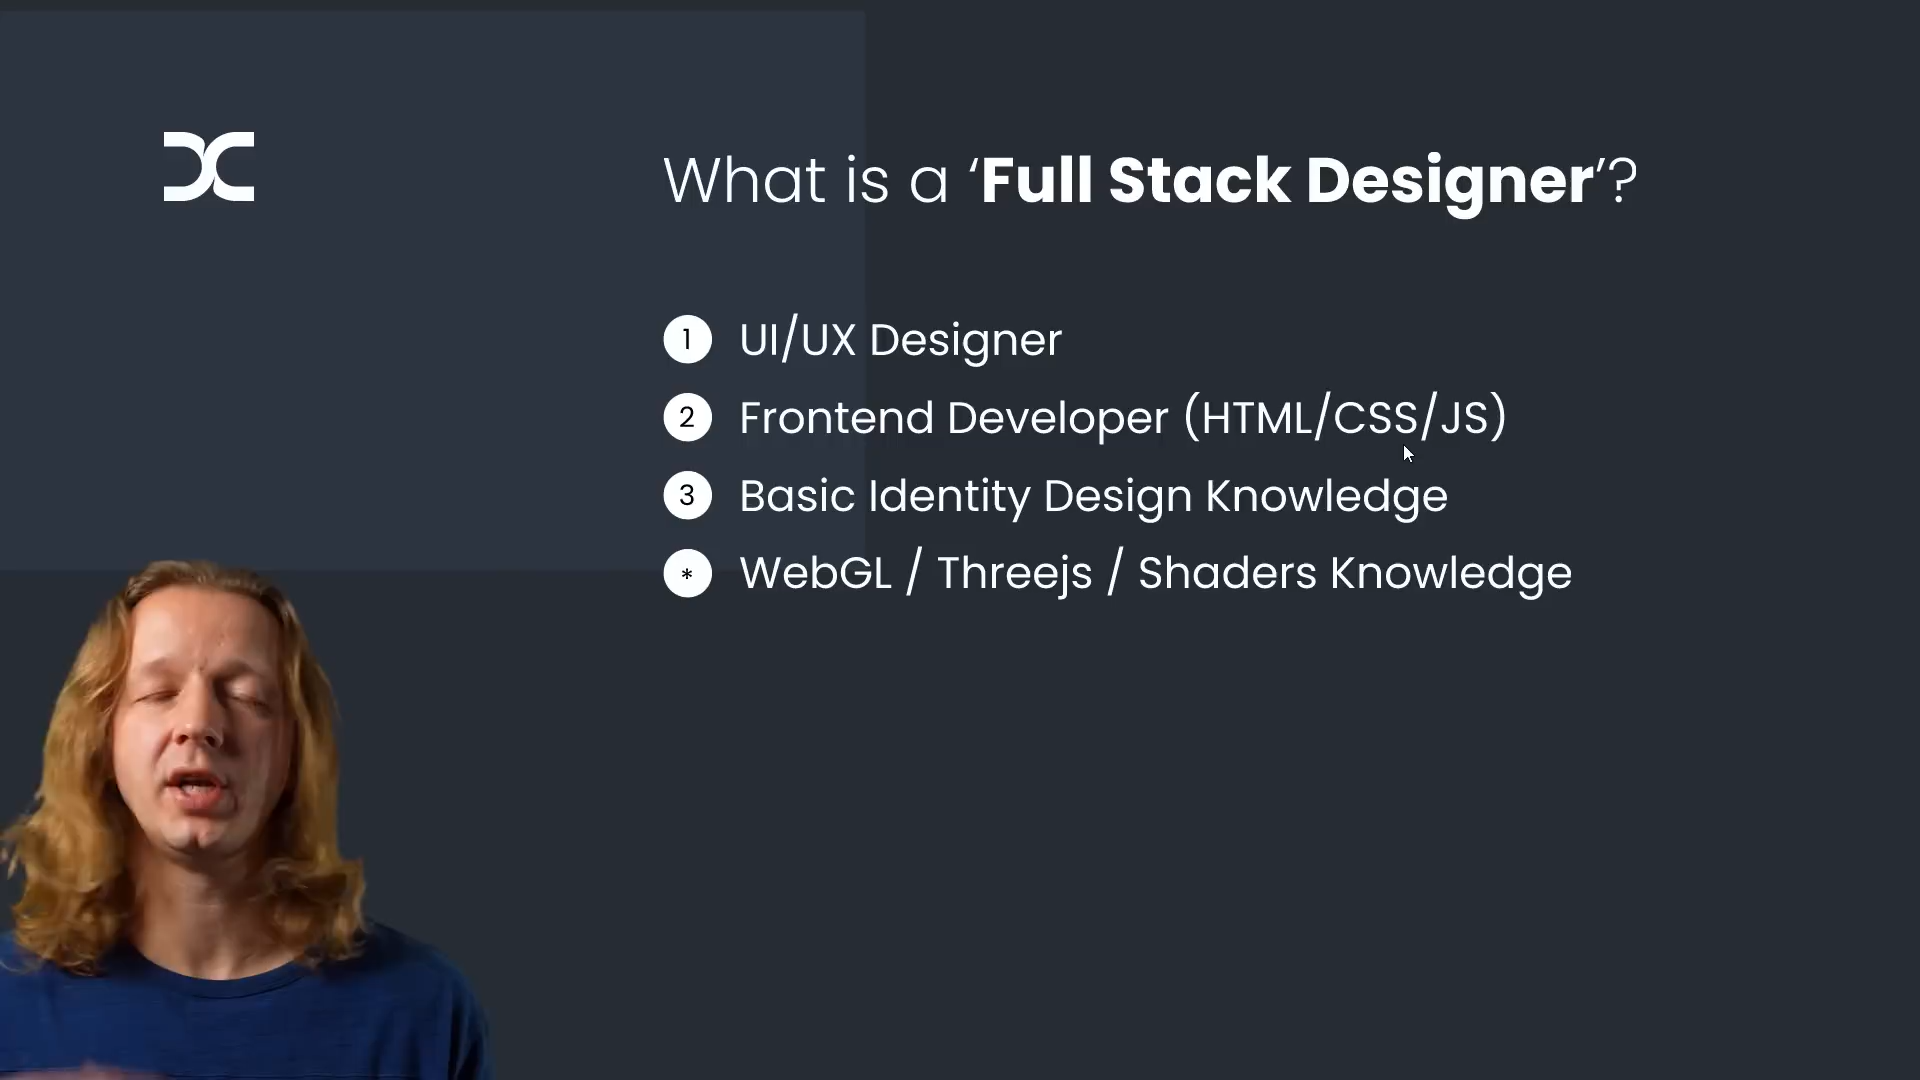 What is a ‘Full Stack Designer’?
1 UI/UX Designer
2 Frontend Developer (HTML/CSS/JS)
3 Basic Identity Design Knowledge
* WebGL / Threejs / Shaders Knowledge